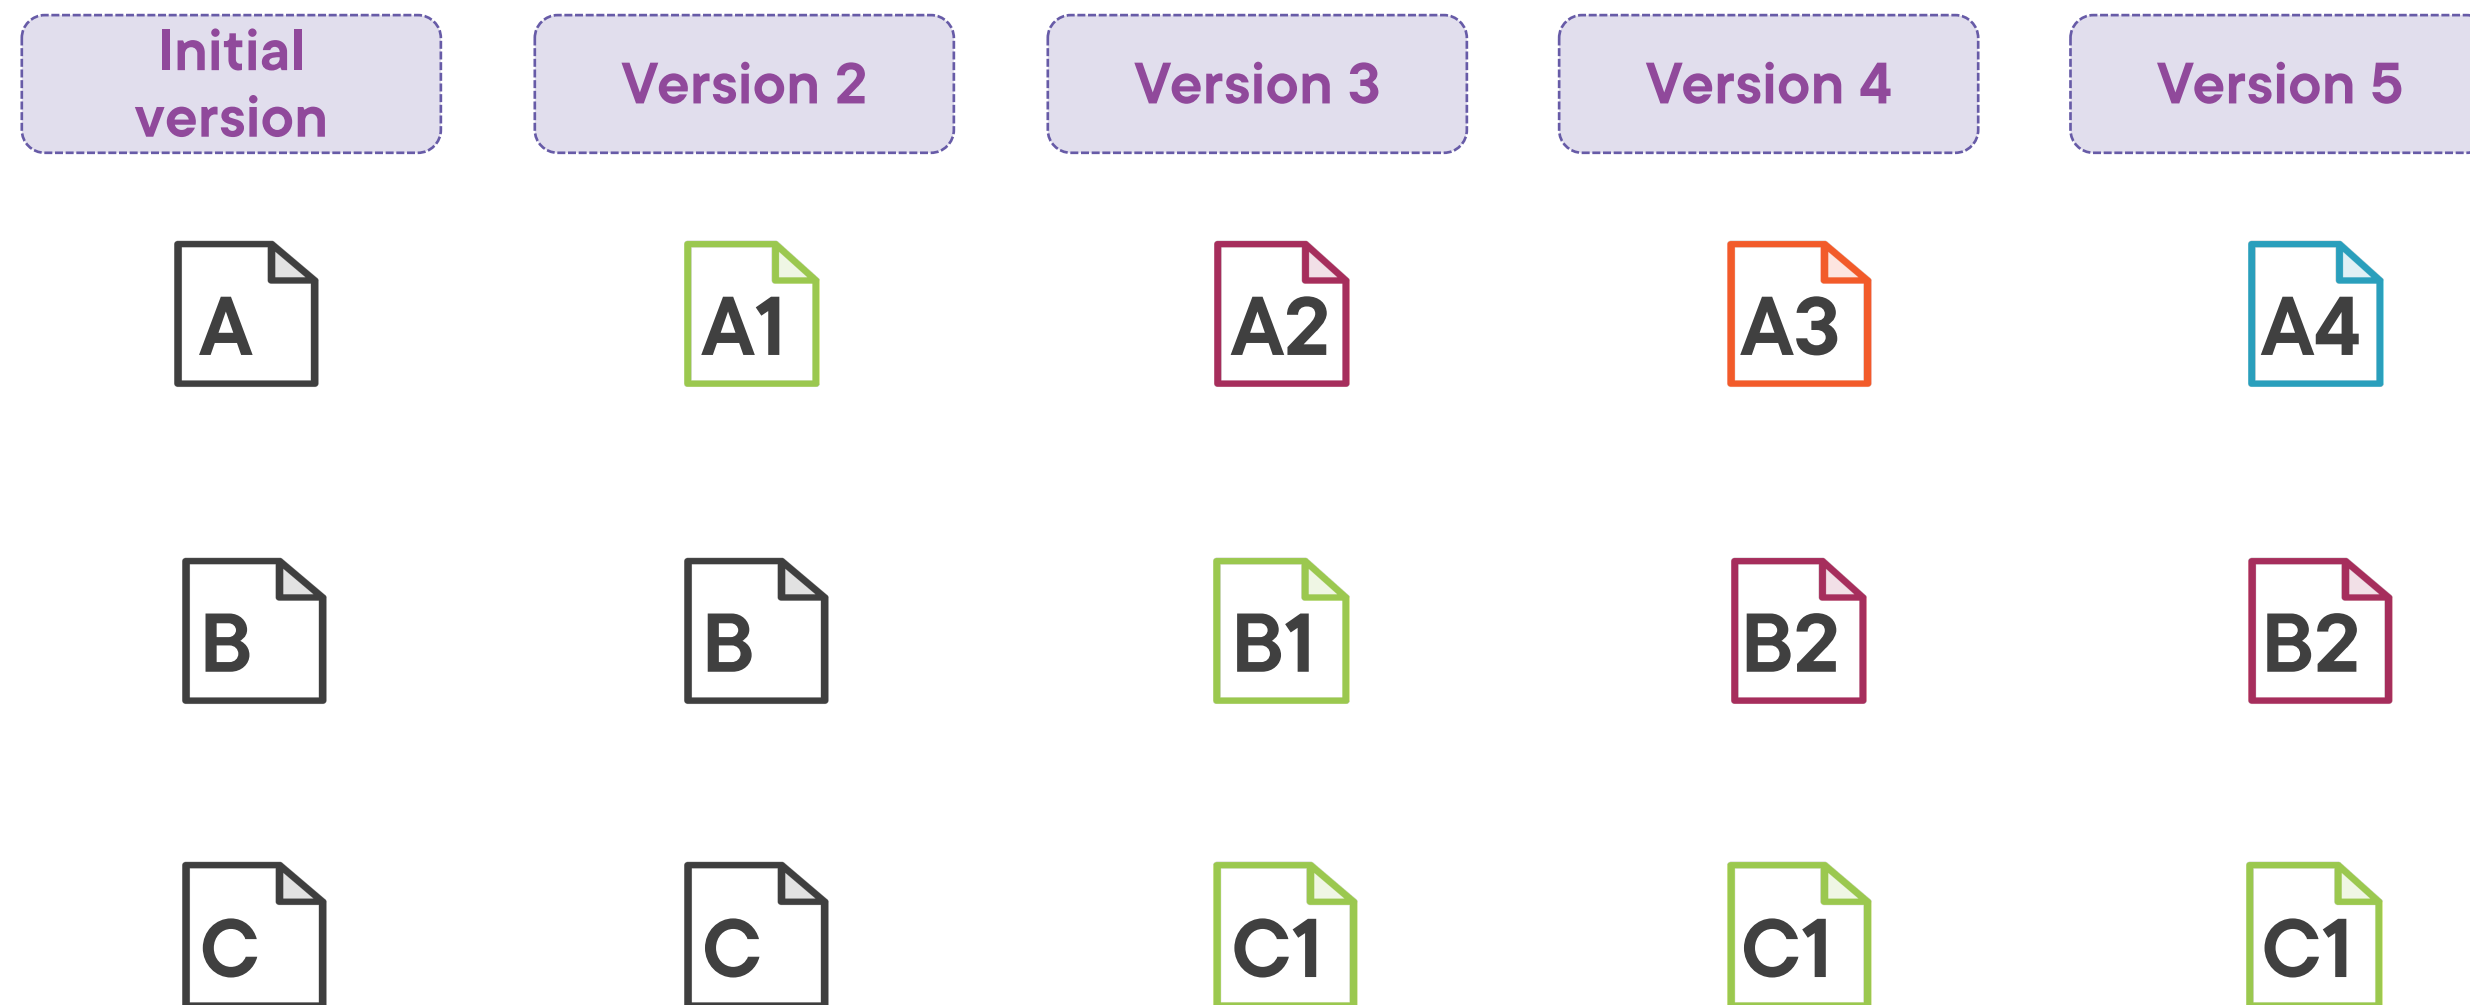 Initial
version
Version 2
Version 3
Version 4
Version 5
A
A1
A2
A3
A4
B
B
B1
B2
B2
C
C
C1
C1
C1